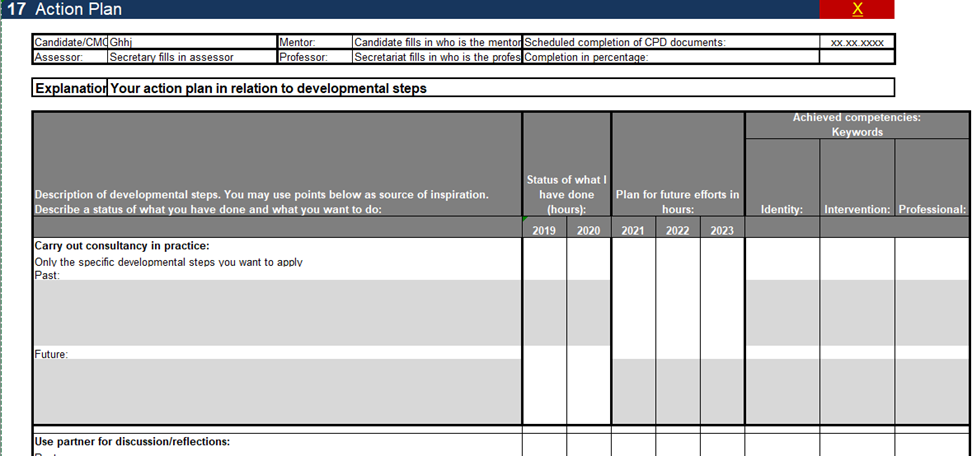 17 Action Plan X
Candidate/CMC Ghhj Mentor: Candidate fills in who is the mentor Scheduled completion of CPD documents: xx.xx.xxxx
Assessor: Secretary fills in assessor Professor: Secretariat fills in who is the profes Completion in percentage:
Explanation Your action plan in relation to developmental steps
Achieved competencies:
Keywords
Description of developmental steps. You may use points below as source of inspiration.
Describe a status of what you have done and what you want to do:
Status of what I
have done
(hours):
Plan for future efforts in
hours:
Identity: Intervention: Professional:
2019 2020 2021 2022 2023
Carry out consultancy in practice:
Only the specific developmental steps you want to apply
Past:
Future:
Use partner for discussion/reflections: